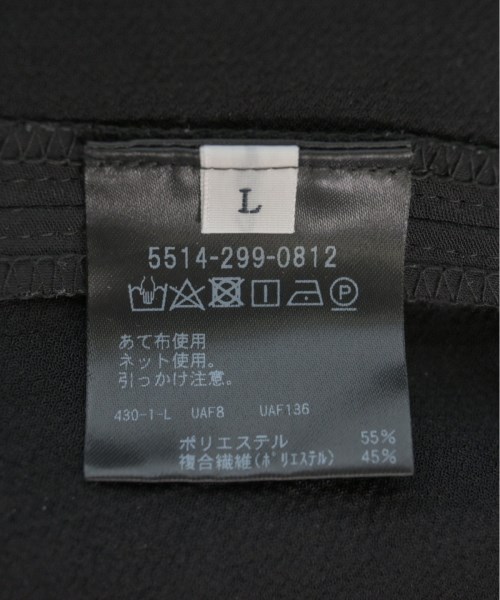 L
5514-299-0812
P
あて布使用
ネット使用。
引っかけ注意。
430-1-L UAF8 UAF136
ポリエステル 55%
複合繊維(ポリエステル) 45%